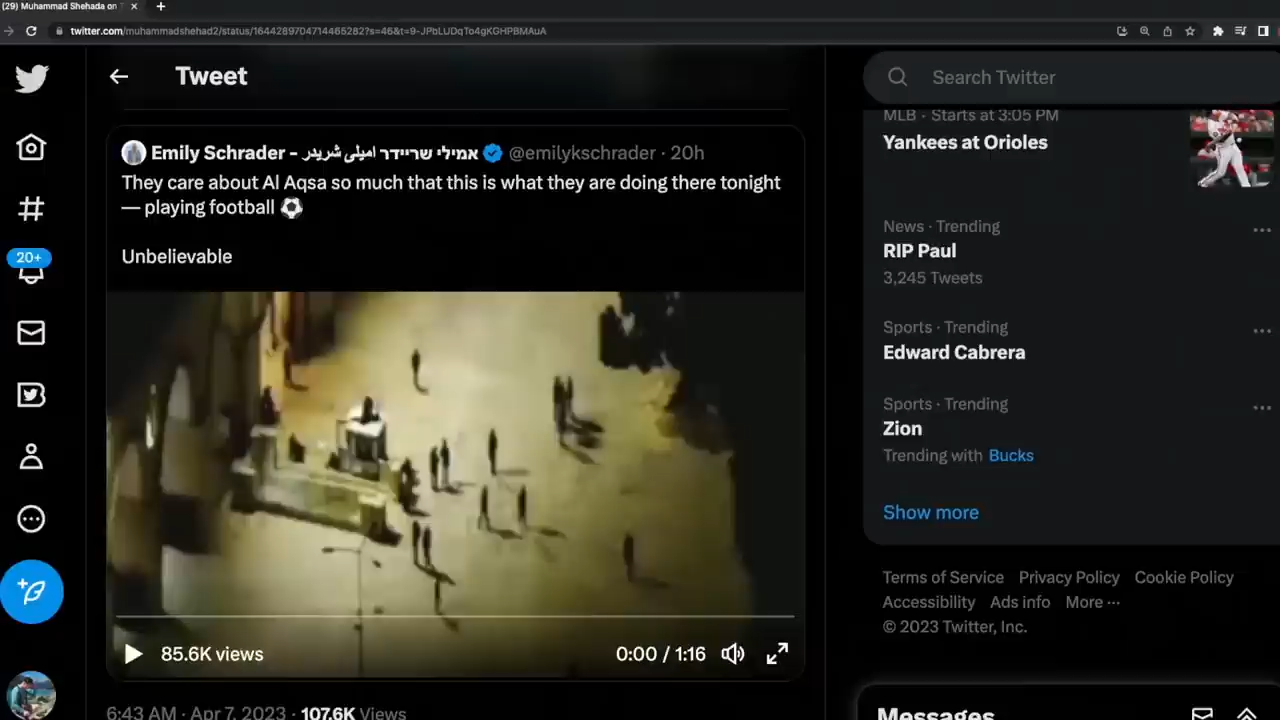 (29) Muhammad Shehada on T
twitter.com/muhammadshehad2/status/1644289704714465282?s=46&t=9-JPbLUDqTo4gKGHPBMAuA
Tweet
Search Twitter
20+
Emily Schrader - אמילי שריידר امیلی شریدر @emilykschrader · 20h
They care about Al Aqsa so much that this is what they are doing there tonight
— playing football ⚽
Unbelievable
85.6K views
0:00 / 1:16
6:43 AM · Apr 7, 2023 · 107.6K Views
MLB · Starts at 3:05 PM
Yankees at Orioles
News · Trending
RIP Paul
3,245 Tweets
Sports · Trending
Edward Cabrera
Sports · Trending
Zion
Trending with Bucks
Show more
Terms of Service Privacy Policy Cookie Policy
Accessibility Ads info More ···
© 2023 Twitter, Inc.
Messages